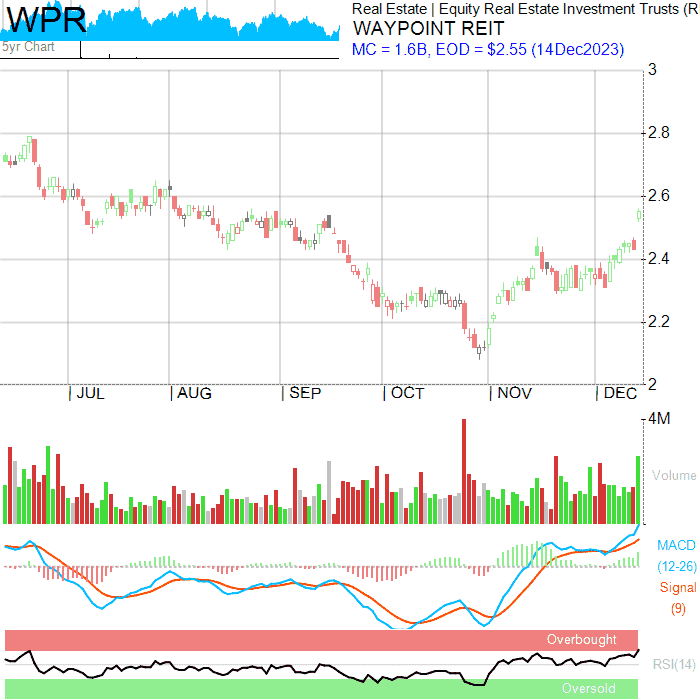 WPR
5yr Chart
Real Estate | Equity Real Estate Investment Trusts (R
WAYPOINT REIT
MC = 1.6B, EOD = $2.55 (14Dec2023)
3
2.8
2.6
2.4
2.2
2
| JUL | AUG | SEP | OCT | NOV | DEC
4M
Volume
MACD
(12-26)
Signal
(9)
Overbought
RSI(14)
Oversold